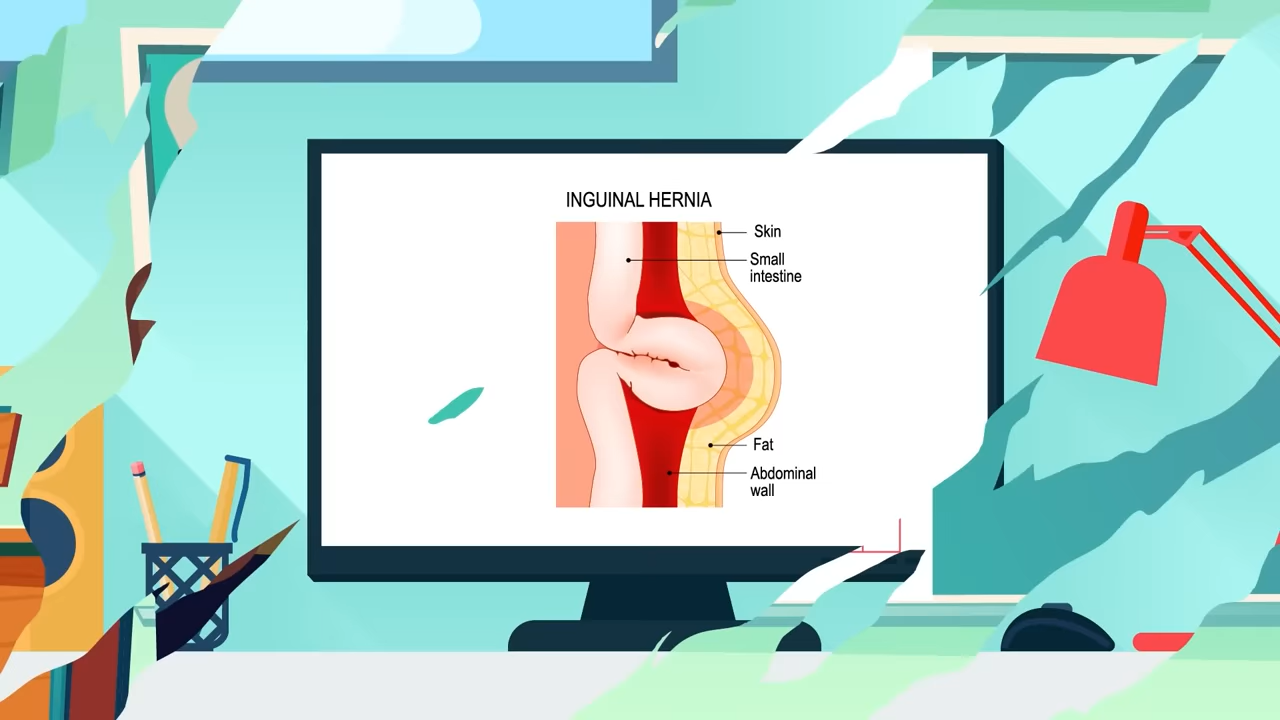 INGUINAL HERNIA
Skin
Small
intestine
Fat
Abdominal
wall